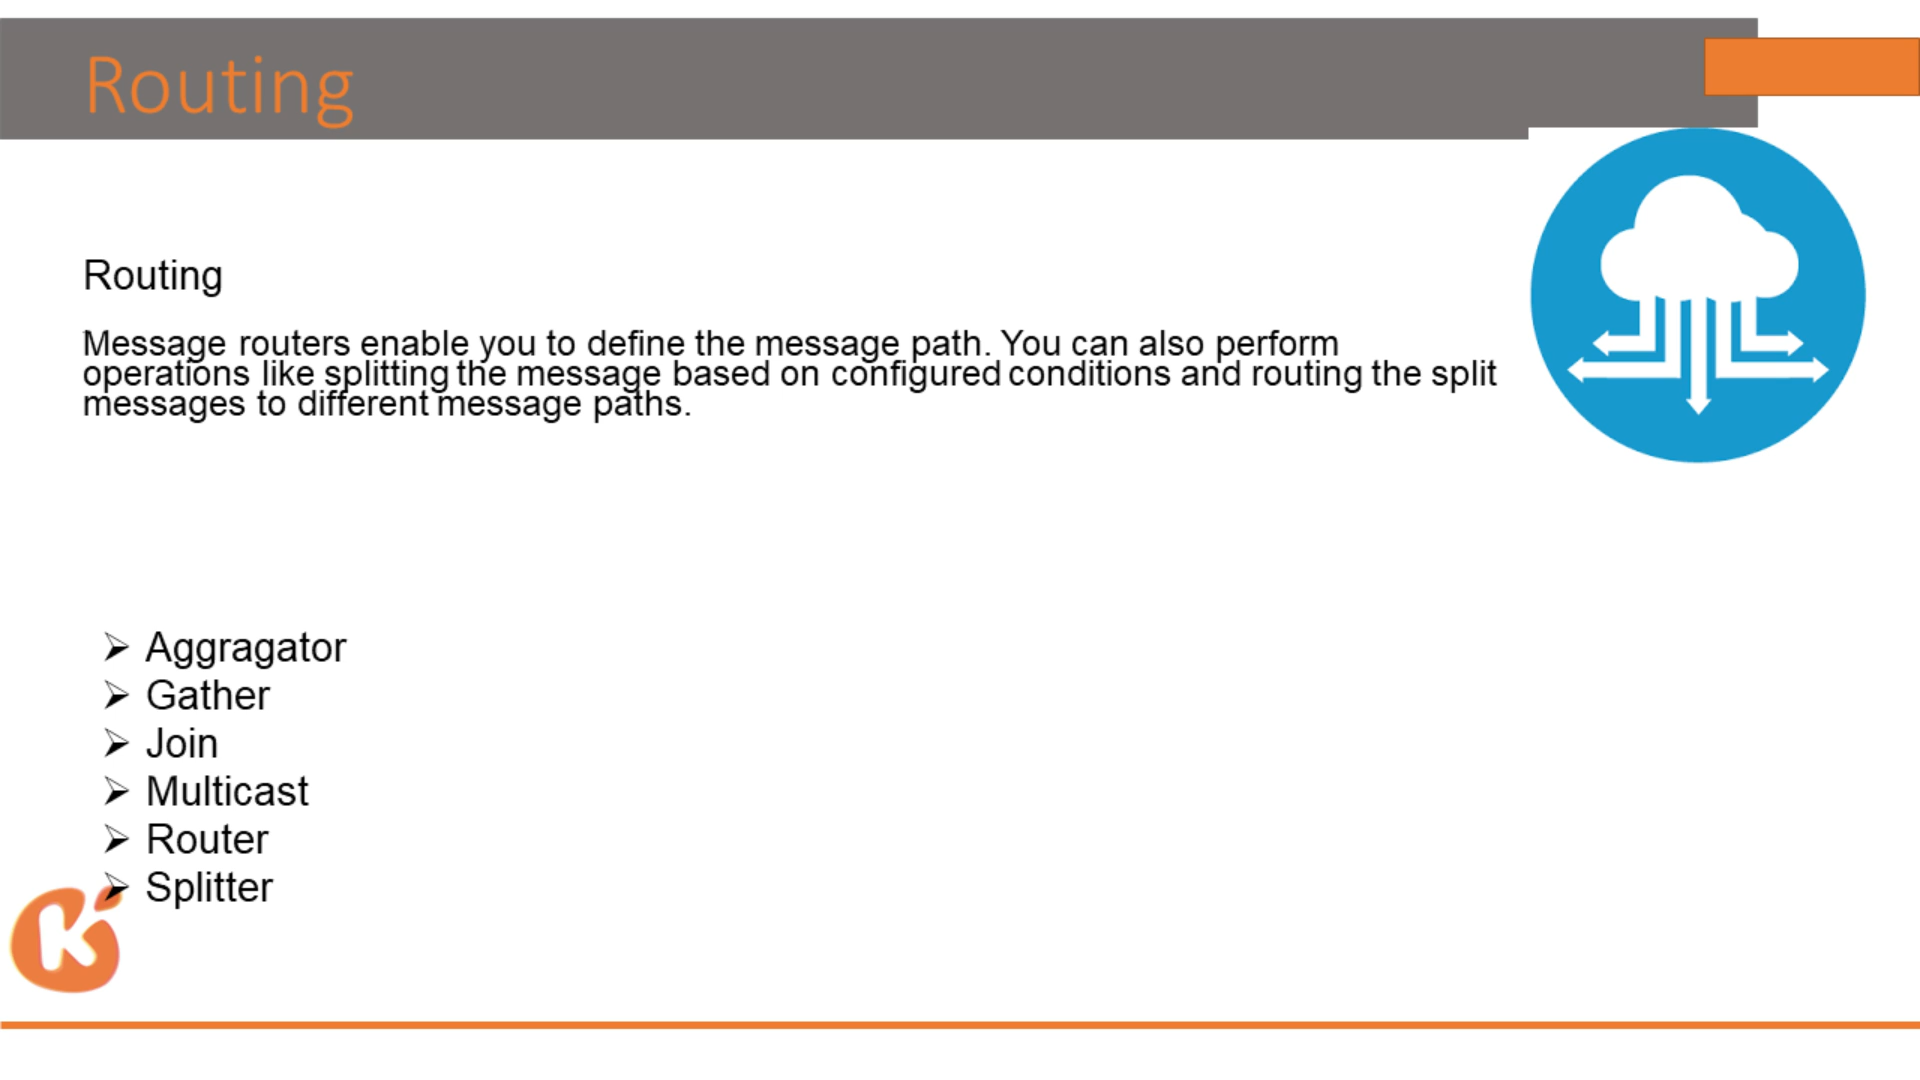 Routing
Routing
Message routers enable you to define the message path. You can also perform
operations like splitting the message based on configured conditions and routing the split
messages to different message paths.
Aggragator
Gather
Join
Multicast
Router
Splitter
K